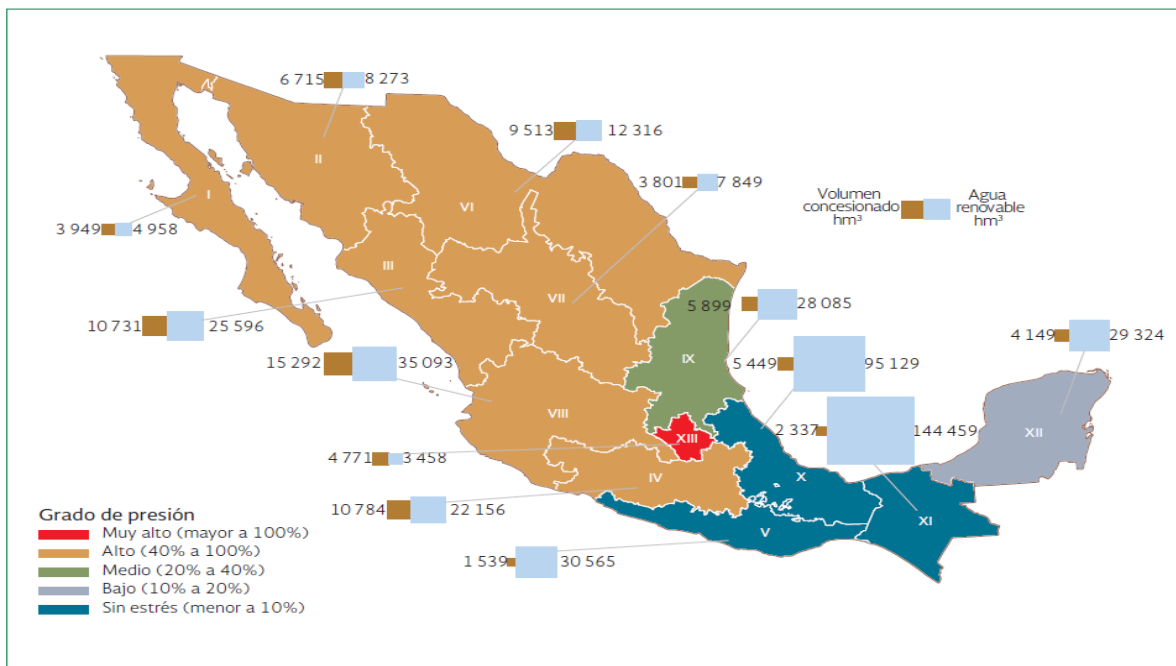 6 715 8 273
9 513 12 316
3 801 7 849
Volumen concesionado hm³
Agua renovable hm³
II
I
3 949 4 958
VI
III
VII
10 731 25 596
5 899 28 085
4 149 29 324
15 292 35 093
5 449 95 129
IX
VIII
2 337 144 459
XII
XIII
4 771 3 458
IV
X
10 784 22 156
XI
V
1 539 30 565
Grado de presión
Muy alto (mayor a 100%)
Alto (40% a 100%)
Medio (20% a 40%)
Bajo (10% a 20%)
Sin estrés (menor a 10%)